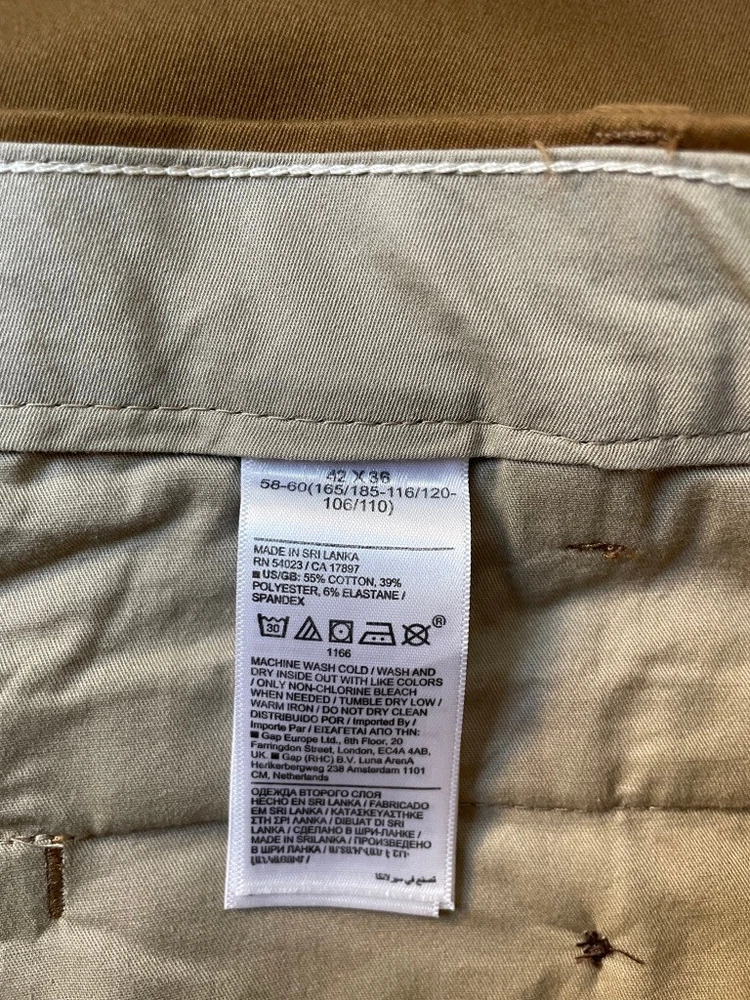 42 X 36
58-60(165/185-116/120-
106/110)
MADE IN SRI LANKA
RN 54023 / CA 17897
■ US/GB: 55% COTTON, 39%
POLYESTER, 6% ELASTANE /
SPANDEX
30
®
1166
MACHINE WASH COLD / WASH AND
DRY INSIDE OUT WITH LIKE COLORS
/ ONLY NON-CHLORINE BLEACH
WHEN NEEDED / TUMBLE DRY LOW /
WARM IRON / DO NOT DRY CLEAN
DISTRIBUIDO POR / Imported By /
Importe Par / ΕΙΣΑΓΕΤΑΙ ΑΠΟ ΤΗΝ:
■ Gap Europe Ltd., 8th Floor, 20
Farringdon Street, London, EC4A 4AB,
UK. ■ Gap (RHC) B.V. Luna ArenA
Herikerbergweg 238 Amsterdam 1101
CM, Netherlands
ОДЕЖДА ВТОРОГО СЛОЯ
HECHO EN SRI LANKA / FABRICADO
EM SRI LANKA / ΚΑΤΑΣΚΕΥΑΣΤΗΚΕ
ΣΤΗ ΣΡΙ ΛΑΝΚΑ / DIBUAT DI SRI
LANKA / СДЕЛАНО В ШРИ-ЛАНКЕ /
MADE IN SRILANKA / ПРОИЗВЕДЕНО
В ШРИ ЛАНКА /
صنع في سيرلانكا